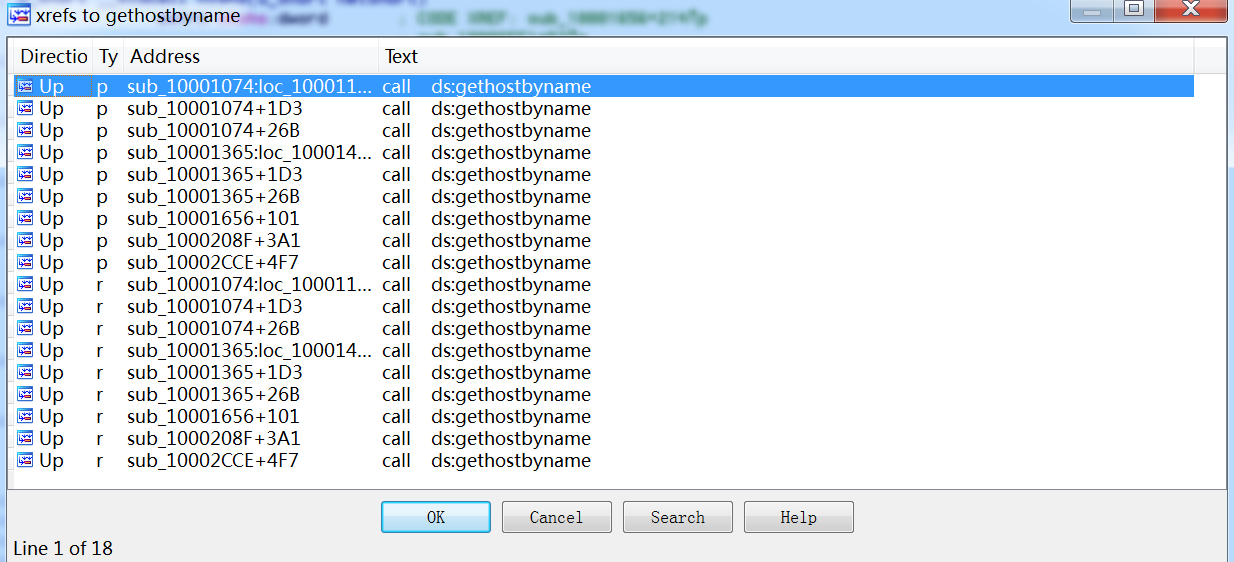 xrefs to gethostbyname
Directio Ty Address Text
Up p sub_10001074:loc_100011... call ds:gethostbyname
Up p sub_10001074+1D3 call ds:gethostbyname
Up p sub_10001074+26B call ds:gethostbyname
Up p sub_10001365:loc_100014... call ds:gethostbyname
Up p sub_10001365+1D3 call ds:gethostbyname
Up p sub_10001365+26B call ds:gethostbyname
Up p sub_10001656+101 call ds:gethostbyname
Up p sub_1000208F+3A1 call ds:gethostbyname
Up p sub_10002CCE+4F7 call ds:gethostbyname
Up r sub_10001074:loc_100011... call ds:gethostbyname
Up r sub_10001074+1D3 call ds:gethostbyname
Up r sub_10001074+26B call ds:gethostbyname
Up r sub_10001365:loc_100014... call ds:gethostbyname
Up r sub_10001365+1D3 call ds:gethostbyname
Up r sub_10001365+26B call ds:gethostbyname
Up r sub_10001656+101 call ds:gethostbyname
Up r sub_1000208F+3A1 call ds:gethostbyname
Up r sub_10002CCE+4F7 call ds:gethostbyname
OK Cancel Search Help
Line 1 of 18